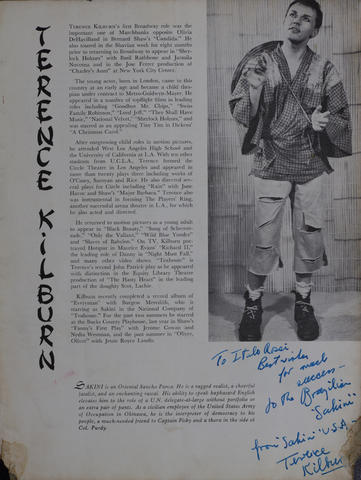 TERENCE KILBURN
TERENCE KILBURN's first Broadway role was the
important one of Marchbanks opposite Olivia
DeHavilland in Bernard Shaw's "Candida." He
also toured in the Shavian work for eight months
prior to returning to Broadway to appear in "Sher-
lock Holmes" with Basil Rathbone and Jarmila
Novotna and in the Jose Ferrer production of
"Charley's Aunt" at New York City Center.
The young actor, born in London, came to this
country at an early age and became a child thes-
pian under contract to Metro-Goldwyn-Mayer. He
appeared in a number of topflight films in leading
roles including "Goodbye Mr. Chips," "Swiss
Family Robinson," "Lord Jeff," "They Shall Have
Music," "National Velvet," "Sherlock Holmes," and
was starred as an appealing Tiny Tim in Dickens'
"A Christmas Carol."
After outgrowing child roles in motion pictures,
he attended West Los Angeles High School and
the University of California at L.A. With ten other
students from U.C.L.A., Terence formed the
Circle Theatre in Los Angeles and appeared in
more than twenty plays there including works of
O'Casey, Saroyan and Rice. He also directed sev-
eral plays for Circle including "Rain" with June
Havoc and Shaw's "Major Barbara." Terence also
was instrumental in forming The Players' Ring,
another successful arena theatre in L.A., for which
he also acted and directed.
He returned to motion pictures as a young adult
to appear in "Black Beauty," "Song of Scheherе-
zade," "Only the Valiant," "Wild Blue Yonder"
and "Slaves of Babylon." On TV, Kilburn por-
trayed Hotspur in Maurice Evans' "Richard II,"
the leading role of Danny in "Night Must Fall,"
and many other video shows. "Teahouse" is
Terence's second John Patrick play as he appeared
with distinction in the Equity Library Theatre
production of "The Hasty Heart" in the leading
part of the doughty Scot, Lachie.
Kilburn recently completed a record album of
"Everyman" with Burgess Meredith, who is
starring as Sakini in the National Company of
"Teahouse." For the past two summers he starred
at the Bucks County Playhouse, last year in Shaw's
"Fanny's First Play" with Jerome Cowan and
Nydia Westman, and the past summer in "Oliver,
Oliver" with Jessie Royce Landis.
SAKINI is an Oriental Sancho Panza. He is a ragged realist, a cheerful
fatalist, and an enchanting rascal. His ability to speak haphazard English
elevates him to the role of a U.N. delegate-at-large without portfolio or
an extra pair of pants. As a civilian employe of the United States Army
of Occupation in Okinawa, he is the interpreter of democracy to his
people, a much-needed friend to Captain Fisby and a thorn in the side of
Col. Purdy.
To Italo Rossi
Best wishes
for much
success —
to the Brazilian
"Sakini"
from "Sakini" U.S.A. —
Terence
Kilburn